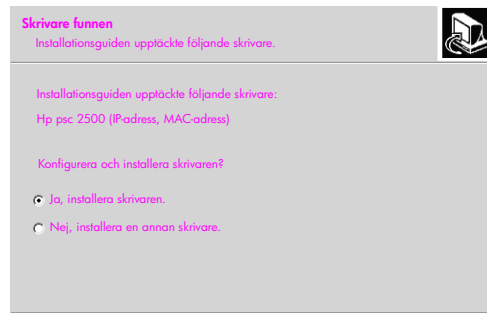 Skrivare funnen
Installationsguiden upptäckte följande skrivare.
Installationsguiden upptäckte följande skrivare:
Hp psc 2500 (IP-adress, MAC-adress)
Konfigurera och installera skrivaren?
Ja, installera skrivaren.
Nej, installera en annan skrivare.